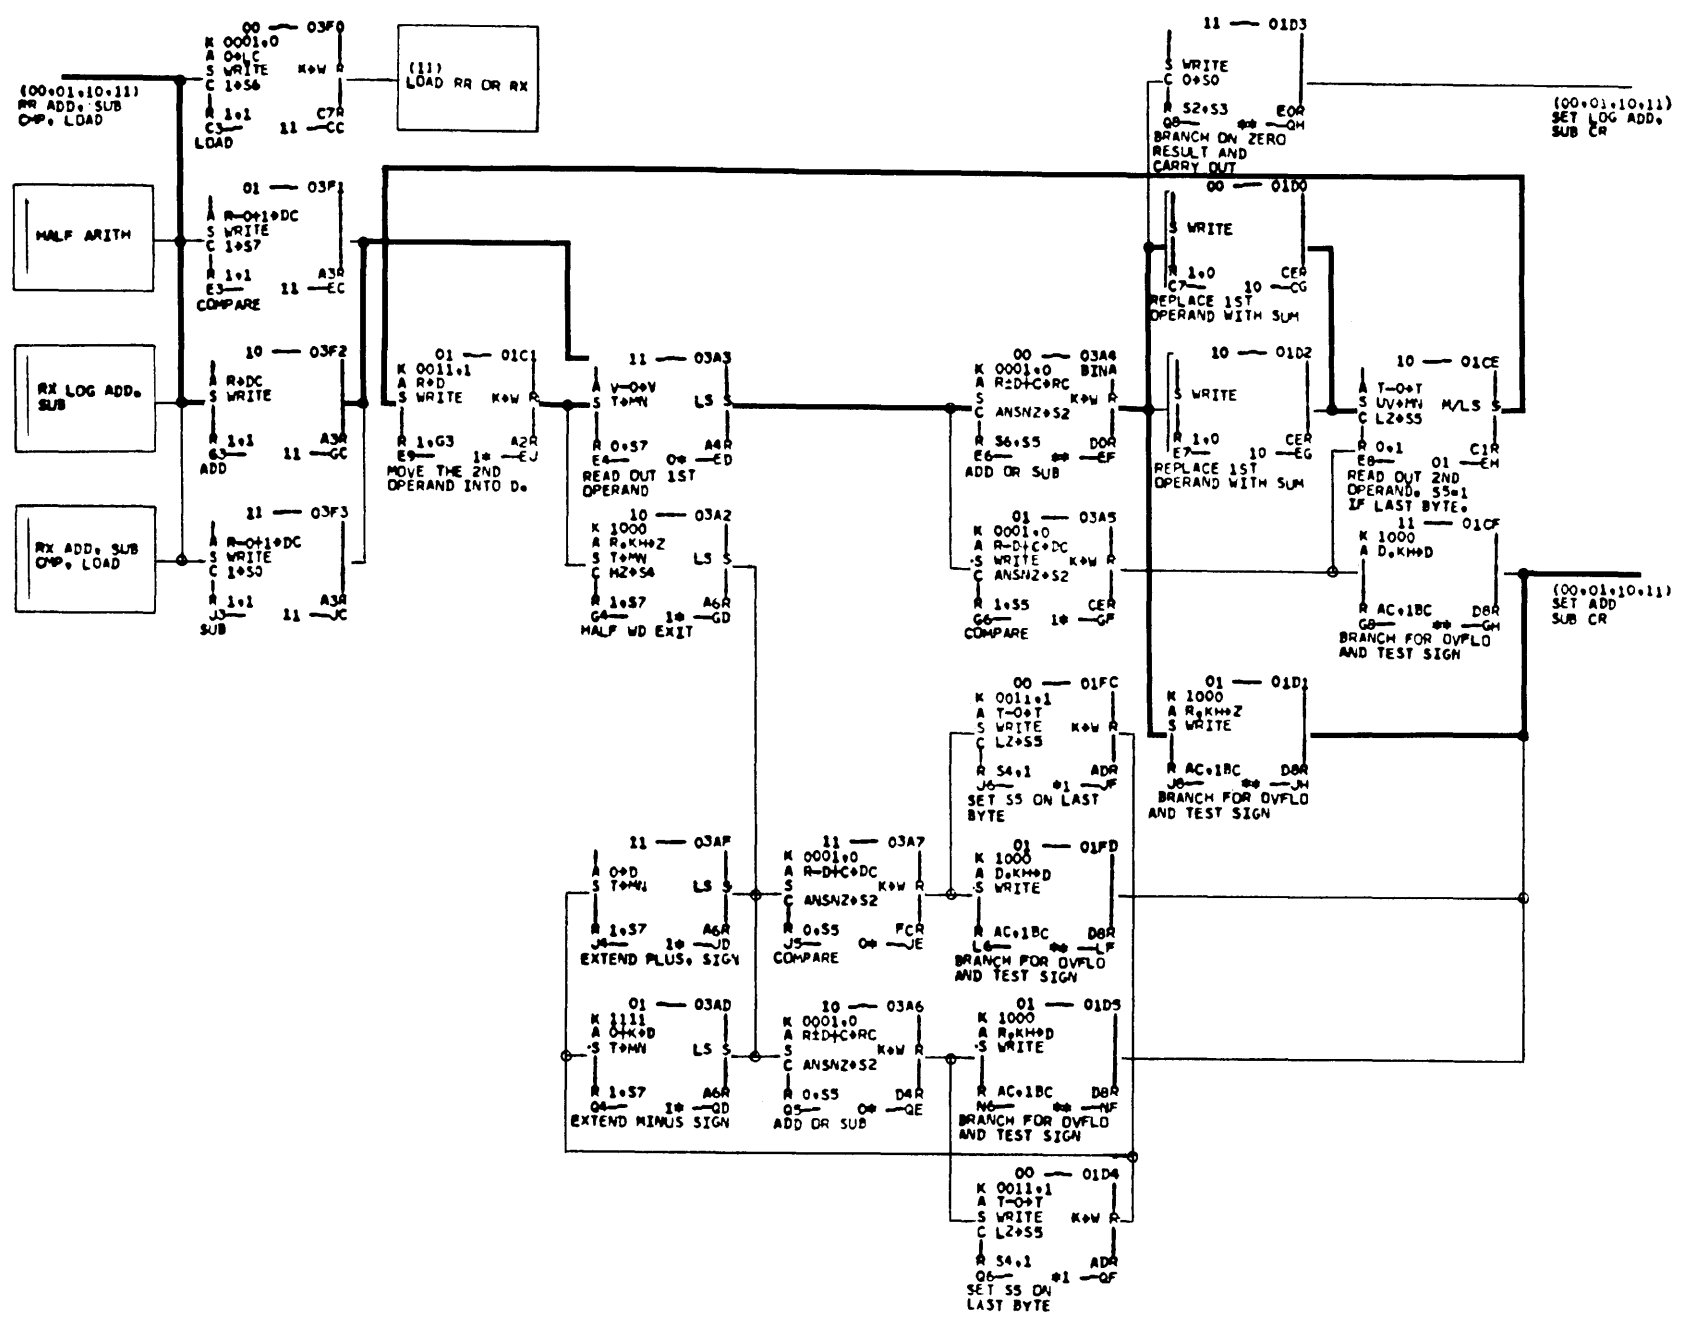 (00,01,10,11)
RR ADD, SUB
CMP, LOAD
00 — 03F0
K 0001,0
A 0→LC
S WRITE K→W R
C 1→S6
R 1,1 C7R
C3— 11 —CC
LOAD
(11)
LOAD RR OR RX
HALF ARITH
01 — 03F1
A R-0+1→DC
S WRITE
C 1→S7
R 1,1 A3R
E3— 11 —EC
COMPARE
RX LOG ADD,
SUB
10 — 03F2
A R→DC
S WRITE
R 1,1 A3R
G3— 11 —GC
ADD
RX ADD, SUB
CMP, LOAD
11 — 03F3
A R-0+1→DC
S WRITE
C 1→S0
R 1,1 A3R
J3— 11 —JC
SUB
01 — 01C1
K 0011,1
A R→D
S WRITE K→W R
R 1,G3 A2R
E9— 1* —EJ
MOVE THE 2ND
OPERAND INTO D.
11 — 03A3
A V-0→V
S T→MN LS S
R 0,S7 A4R
E4— 0* —ED
READ OUT 1ST
OPERAND
10 — 03A2
K 1000
A R,KH→Z
S T→MN LS S
C HZ→S4
R 1,S7 A6R
G4— 1* —GD
HALF WD EXIT
11 — 03AF
A 0→D
S T→MN LS S
R 1,S7 A6R
J4— 1* —JD
EXTEND PLUS, SIGN
01 — 03AD
K 1111
A 0+K→D
S T→MN LS S
R 1,S7 A6R
Q4— 1* —QD
EXTEND MINUS SIGN
11 — 03A7
K 0001,0
A R-D+C→DC
S K→W R
C ANSNZ→S2
R 0,S5 FCR
J5— 0* —JE
COMPARE
10 — 03A6
K 0001,0
A R±D+C→RC
S K→W R
C ANSNZ→S2
R 0,S5 D4R
Q5— 0* —QE
ADD OR SUB
00 — 03A4
K 0001,0 BINA
A R±D+C→RC
S K→W R
C ANSNZ→S2
R S6,S5 D0R
E6— ** —EF
ADD OR SUB
01 — 03A5
K 0001,0
A R-D+C→DC
S WRITE K→W R
C ANSNZ→S2
R 1,S5 CER
G6— 1* —GF
COMPARE
00 — 01FC
K 0011,1
A T-0→T
S WRITE K→W R
C LZ→S5
R S4,1 ADR
J6— *1 —JF
SET S5 ON LAST
BYTE
01 — 01FD
K 1000
A D,KH→D
S WRITE
R AC,1BC D8R
L6— ** —LF
BRANCH FOR OVFLO
AND TEST SIGN
01 — 01D5
K 1000
A R,KH→D
S WRITE
R AC,1BC D8R
N6— ** —NF
BRANCH FOR OVFLO
AND TEST SIGN
00 — 01D4
K 0011,1
A T-0→T
S WRITE K→W R
C LZ→S5
R S4,1 ADR
Q6— *1 —QF
SET S5 ON
LAST BYTE
11 — 01D3
S WRITE
C 0→S0
R S2,S3 E0R
Q8— ** —QH
BRANCH ON ZERO
RESULT AND
CARRY OUT
(00,01,10,11)
SET LOG ADD,
SUB CR
00 — 01D0
S WRITE
R 1,0 CER
C7— 10 —CG
REPLACE 1ST
OPERAND WITH SUM
10 — 01D2
S WRITE
R 1,0 CER
E7— 10 —EG
REPLACE 1ST
OPERAND WITH SUM
10 — 01CE
A T-0→T
S UV→MN M/LS S
C LZ→S5
R 0,1 C1R
E8— 01 —EH
READ OUT 2ND
OPERAND, S5=1
IF LAST BYTE.
11 — 01CF
K 1000
A D,KH→D
R AC,1BC D8R
G8— ** —GH
BRANCH FOR OVFLO
AND TEST SIGN
(00,01,10,11)
SET ADD
SUB CR
01 — 01D1
K 1000
A R,KH→Z
S WRITE
R AC,1BC D8R
J8— ** —JH
BRANCH FOR OVFLO
AND TEST SIGN